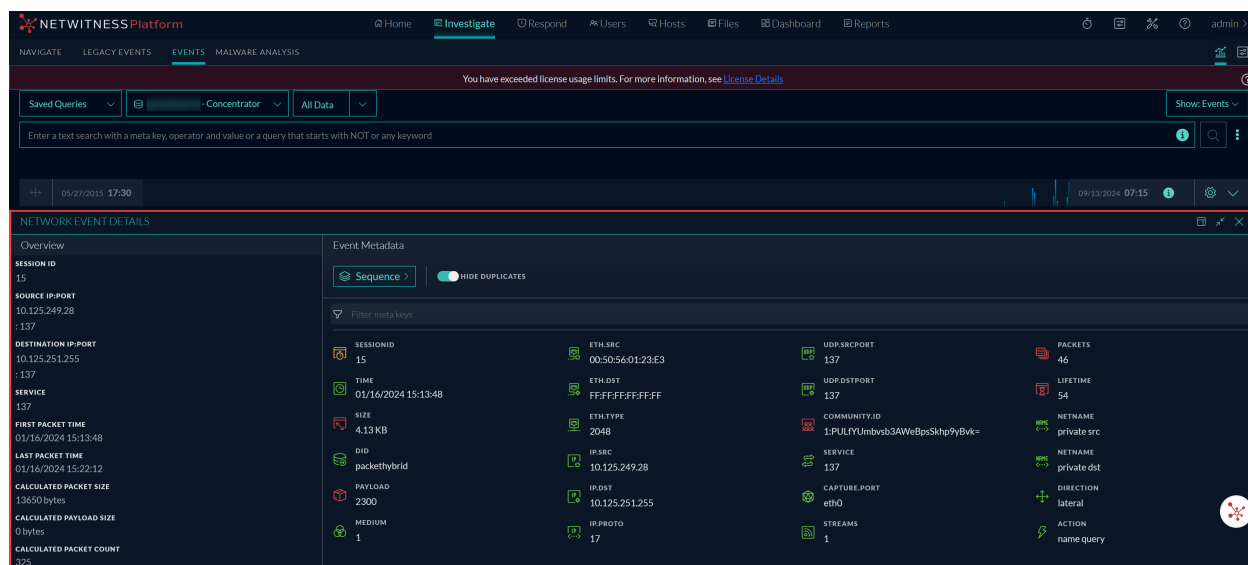 NETWITNESS Platform
Home Investigate Respond Users Hosts Files Dashboard Reports admin >
NAVIGATE LEGACY EVENTS EVENTS MALWARE ANALYSIS
You have exceeded license usage limits. For more information, see License Details
Saved Queries - Concentrator All Data Show: Events
Enter a text search with a meta key, operator and value or a query that starts with NOT or any keyword
05/27/2015 17:30 09/13/2024 07:15
NETWORK EVENT DETAILS
Overview
SESSION ID
15
SOURCE IP:PORT
10.125.249.28
: 137
DESTINATION IP:PORT
10.125.251.255
: 137
SERVICE
137
FIRST PACKET TIME
01/16/2024 15:13:48
LAST PACKET TIME
01/16/2024 15:22:12
CALCULATED PACKET SIZE
13650 bytes
CALCULATED PAYLOAD SIZE
0 bytes
CALCULATED PACKET COUNT
325
Event Metadata
Sequence > HIDE DUPLICATES
Filter meta keys
SESSIONID
15
TIME
01/16/2024 15:13:48
SIZE
4.13 KB
DID
packethybrid
PAYLOAD
2300
MEDIUM
1
ETH.SRC
00:50:56:01:23:E3
ETH.DST
FF:FF:FF:FF:FF:FF
ETH.TYPE
2048
IP.SRC
10.125.249.28
IP.DST
10.125.251.255
IP.PROTO
17
UDP.SRCPORT
137
UDP.DSTPORT
137
COMMUNITY.ID
1:PULfYUmbvsb3AWeBpsSkhp9yBvk=
SERVICE
137
CAPTURE.PORT
eth0
STREAMS
1
PACKETS
46
LIFETIME
54
NETNAME
private src
NETNAME
private dst
DIRECTION
lateral
ACTION
name query